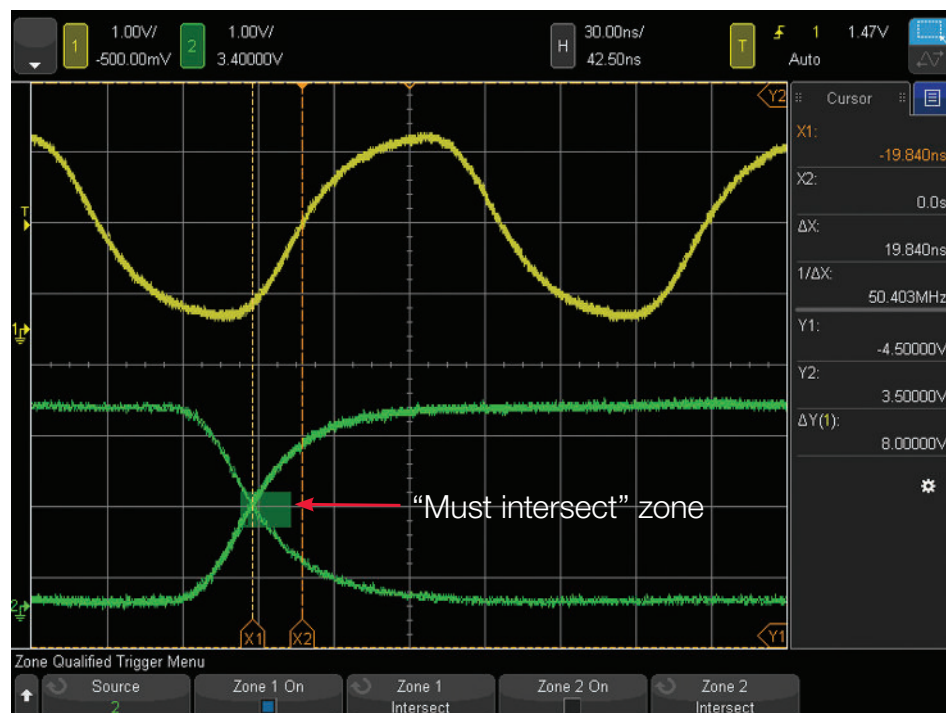 1 1.00V/ 2 1.00V/ H 30.00ns/ T 1 1.47V
-500.00mV 3.40000V 42.50ns Auto
Y2
Cursor
X1:
-19.840ns
X2:
0.0s
ΔX:
19.840ns
1/ΔX:
50.403MHz
Y1:
-4.50000V
Y2:
3.50000V
ΔY(1):
8.00000V
T
1
“Must intersect” zone
2
X1 X2 Y1
Zone Qualified Trigger Menu
Source Zone 1 On Zone 1 Zone 2 On Zone 2
2 Intersect Intersect